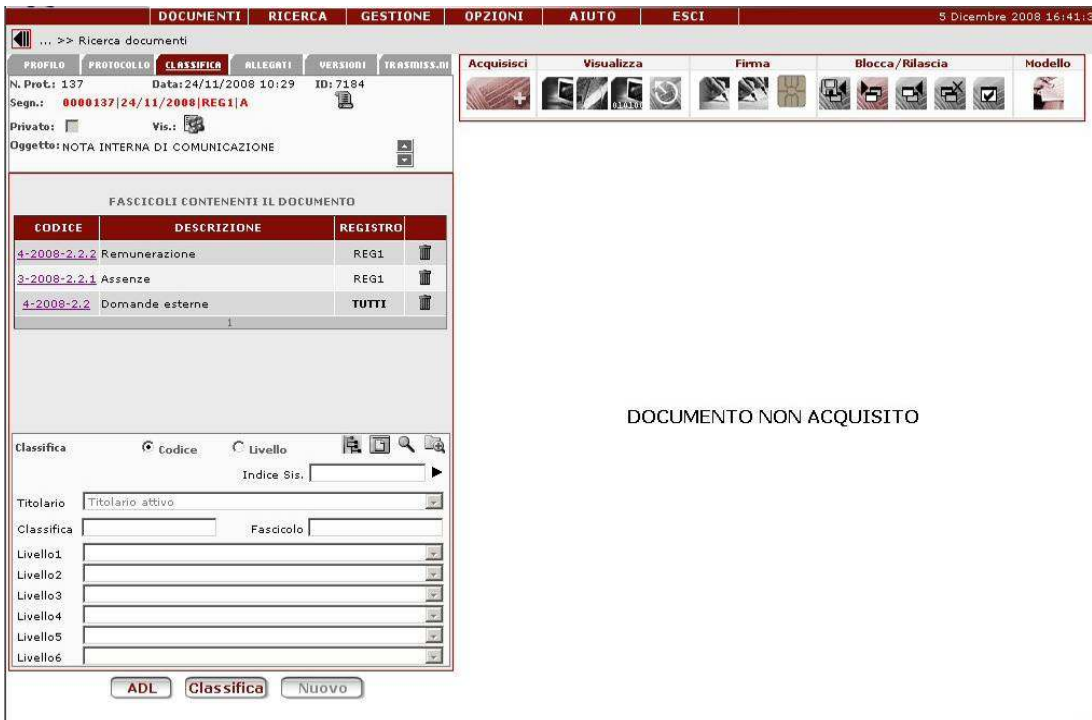 DOCUMENTI RICERCA GESTIONE OPZIONI AIUTO ESCI 5 Dicembre 2008 16:41:3
... >> Ricerca documenti
PROFILO PROTOCOLLO CLASSIFICA ALLEGATI VERSIONI TRASMISS.NI
N. Prot.: 137 Data:24/11/2008 10:29 ID:7184
Segn.: 0000137|24/11/2008|REG1|A
Privato: Vis.:
Oggetto: NOTA INTERNA DI COMUNICAZIONE
FASCICOLI CONTENENTI IL DOCUMENTO
CODICE DESCRIZIONE REGISTRO
4-2008-2.2.2 Remunerazione REG1
3-2008-2.2.1 Assenze REG1
4-2008-2.2 Domande esterne TUTTI
1
Classifica Codice Livello
Indice Sis.
Titolario Titolario attivo
Classifica Fascicolo
Livello1
Livello2
Livello3
Livello4
Livello5
Livello6
ADL Classifica Nuovo
Acquisisci Visualizza Firma Blocca/Rilascia Modello
DOCUMENTO NON ACQUISITO